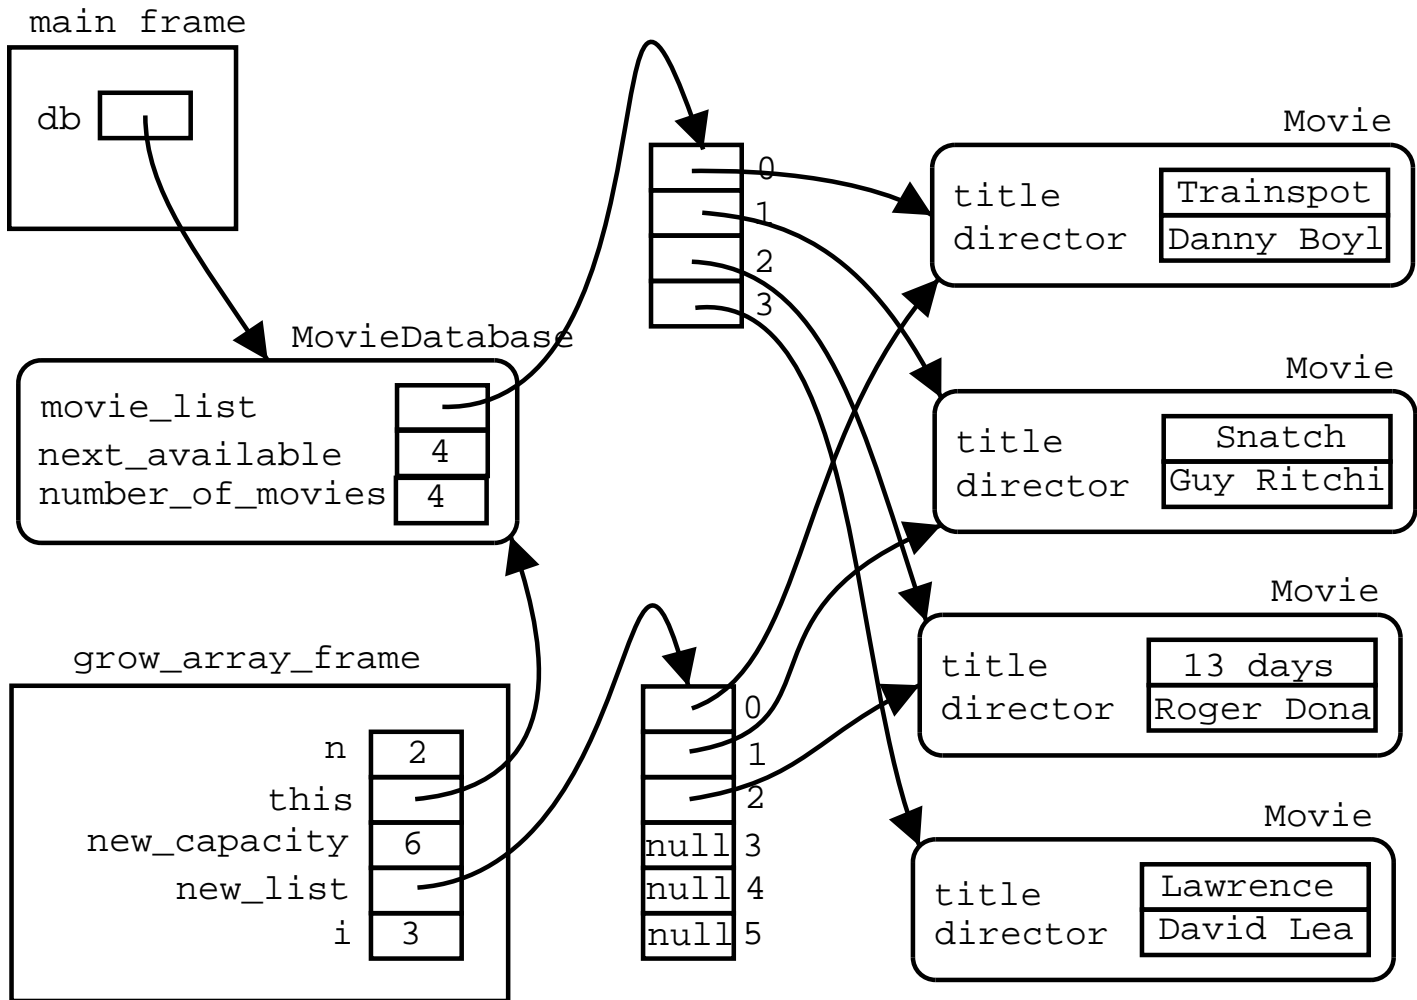 main frame
db
MovieDatabase
movie_list
next_available 4
number_of_movies 4
grow_array_frame
n 2
this
new_capacity 6
new_list
i 3
0
1
2
3
0
1
2
null 3
null 4
null 5
Movie
title Trainspot
director Danny Boyl
Movie
title Snatch
director Guy Ritchi
Movie
title 13 days
director Roger Dona
Movie
title Lawrence
director David Lea